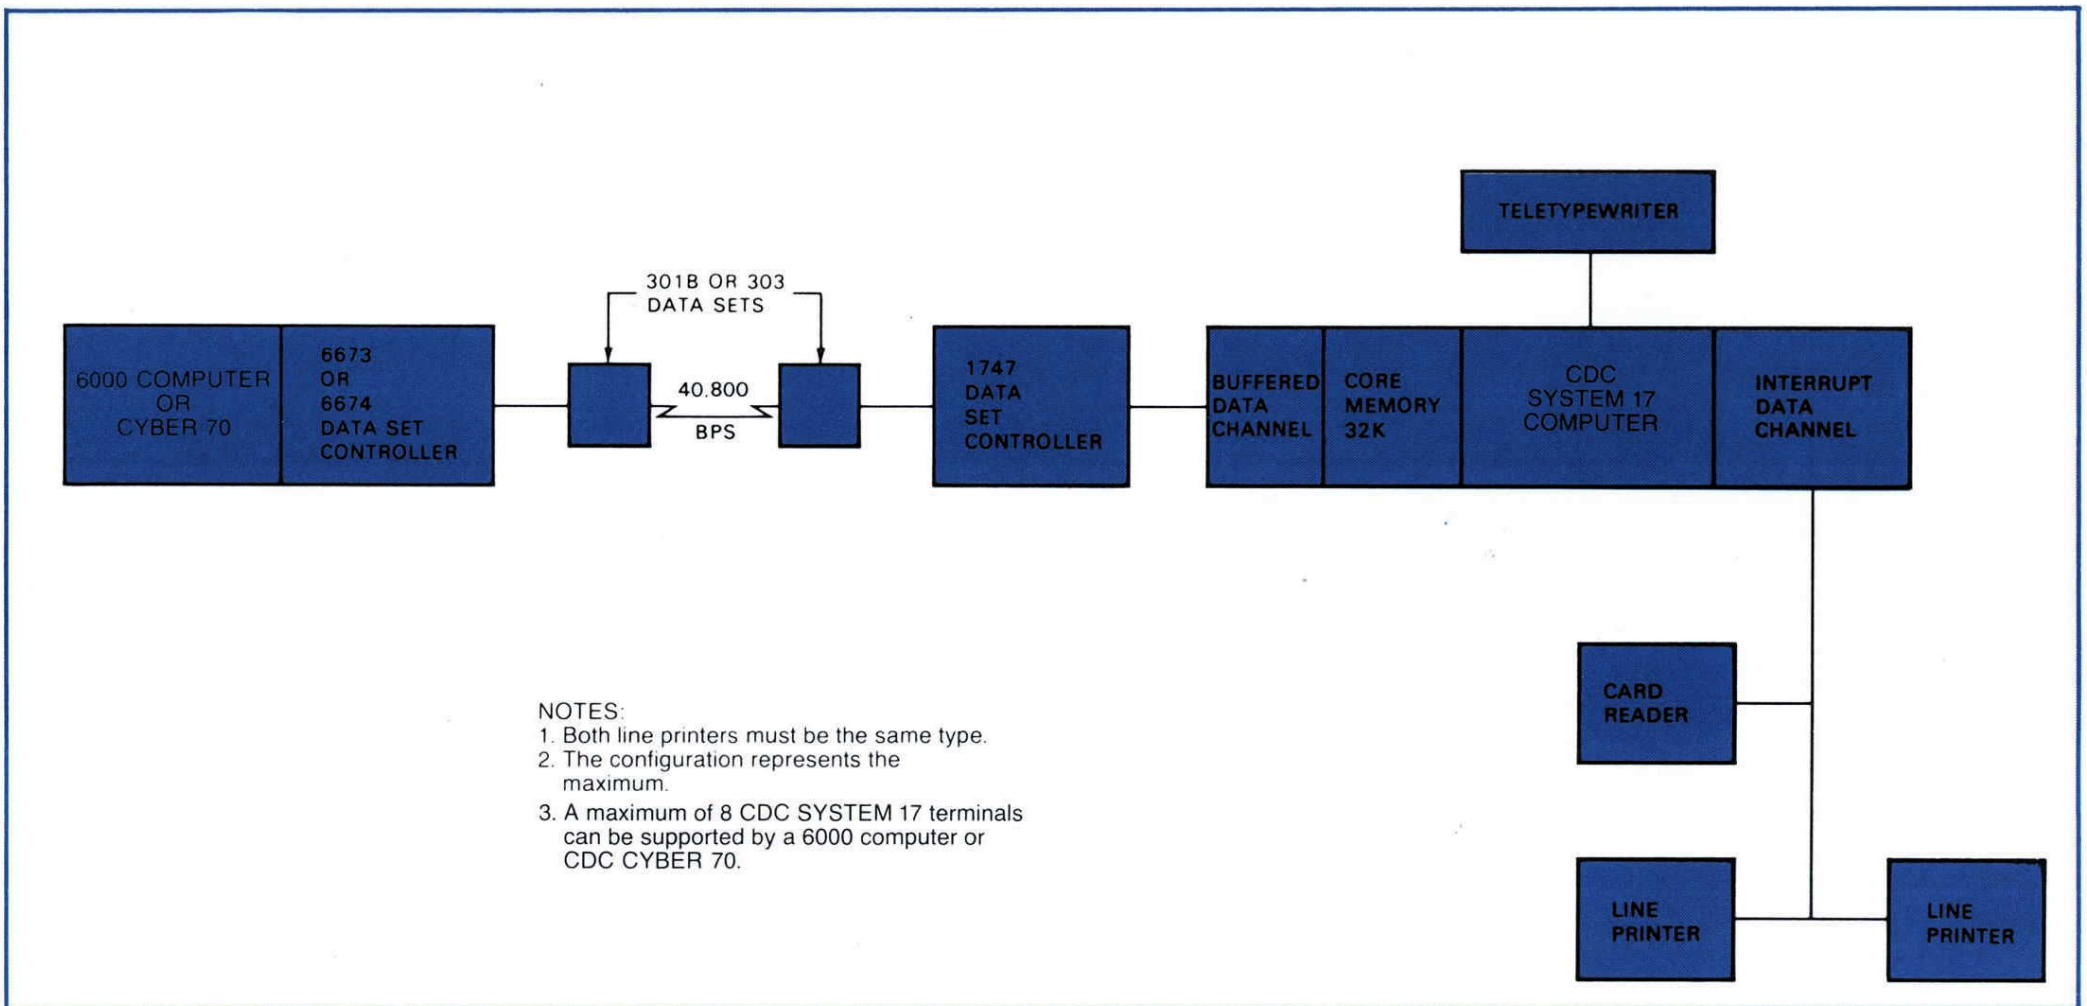 TELETYPEWRITER
301B OR 303
DATA SETS
6000 COMPUTER
OR
CYBER 70
6673
OR
6674
DATA SET
CONTROLLER
40.800
BPS
1747
DATA
SET
CONTROLLER
BUFFERED
DATA
CHANNEL
CORE
MEMORY
32K
CDC
SYSTEM 17
COMPUTER
INTERRUPT
DATA
CHANNEL
CARD
READER
LINE
PRINTER
LINE
PRINTER
NOTES:
1. Both line printers must be the same type.
2. The configuration represents the
maximum.
3. A maximum of 8 CDC SYSTEM 17 terminals
can be supported by a 6000 computer or
CDC CYBER 70.